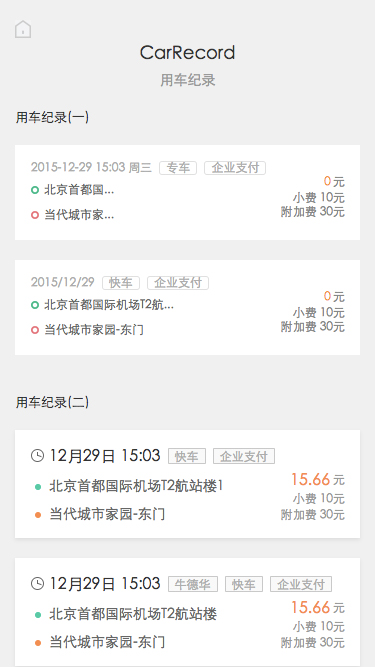 CarRecord
用车纪录
用车纪录(一)
2015-12-29 15:03 周三 专车 企业支付
0 元
北京首都国...
小费 10元
当代城市家...
附加费 30元
2015/12/29 快车 企业支付
0 元
北京首都国际机场T2航...
小费 10元
当代城市家园-东门
附加费 30元
用车纪录(二)
12月29日 15:03 快车 企业支付
15.66 元
北京首都国际机场T2航站楼1
小费 10元
当代城市家园-东门
附加费 30元
12月29日 15:03 牛德华 快车 企业支付
15.66 元
北京首都国际机场T2航站楼
小费 10元
当代城市家园-东门
附加费 30元